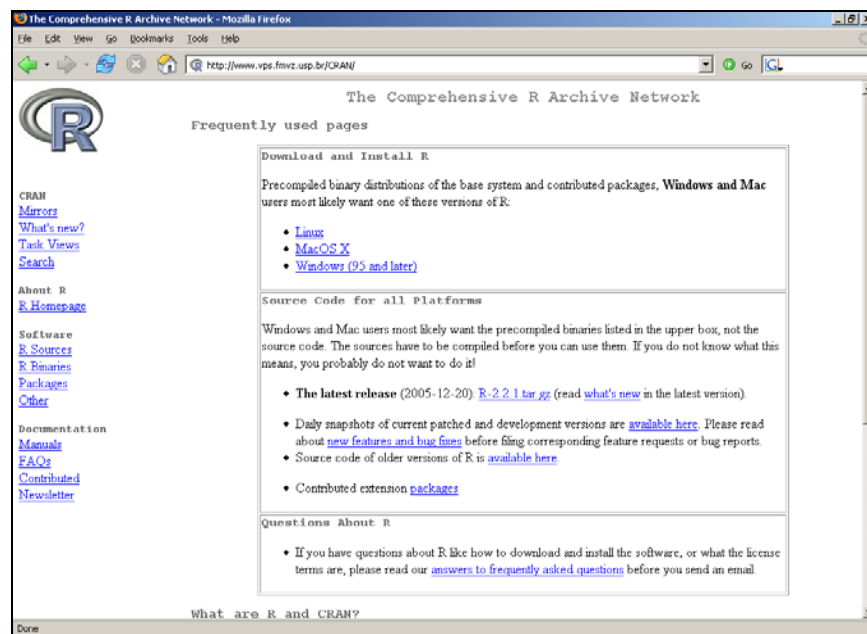 The Comprehensive R Archive Network - Mozilla Firefox
File Edit View Go Bookmarks Tools Help
http://www.vps.fmvz.usp.br/CRAN/
Go
G
R
CRAN
Mirrors
What's new?
Task Views
Search
About R
R Homepage
Software
R Sources
R Binaries
Packages
Other
Documentation
Manuals
FAQs
Contributed
Newsletter
The Comprehensive R Archive Network
Frequently used pages
Download and Install R
Precompiled binary distributions of the base system and contributed packages, Windows and Mac
users most likely want one of these versions of R:
• Linux
• MacOS X
• Windows (95 and later)
Source Code for all Platforms
Windows and Mac users most likely want the precompiled binaries listed in the upper box, not the
source code. The sources have to be compiled before you can use them. If you do not know what this
means, you probably do not want to do it!
• The latest release (2005-12-20): R-2.2.1.tar.gz (read what's new in the latest version).
• Daily snapshots of current patched and development versions are available here. Please read
about new features and bug fixes before filing corresponding feature requests or bug reports.
• Source code of older versions of R is available here.
• Contributed extension packages
Questions About R
• If you have questions about R like how to download and install the software, or what the license
terms are, please read our answers to frequently asked questions before you send an email.
What are R and CRAN?
Done